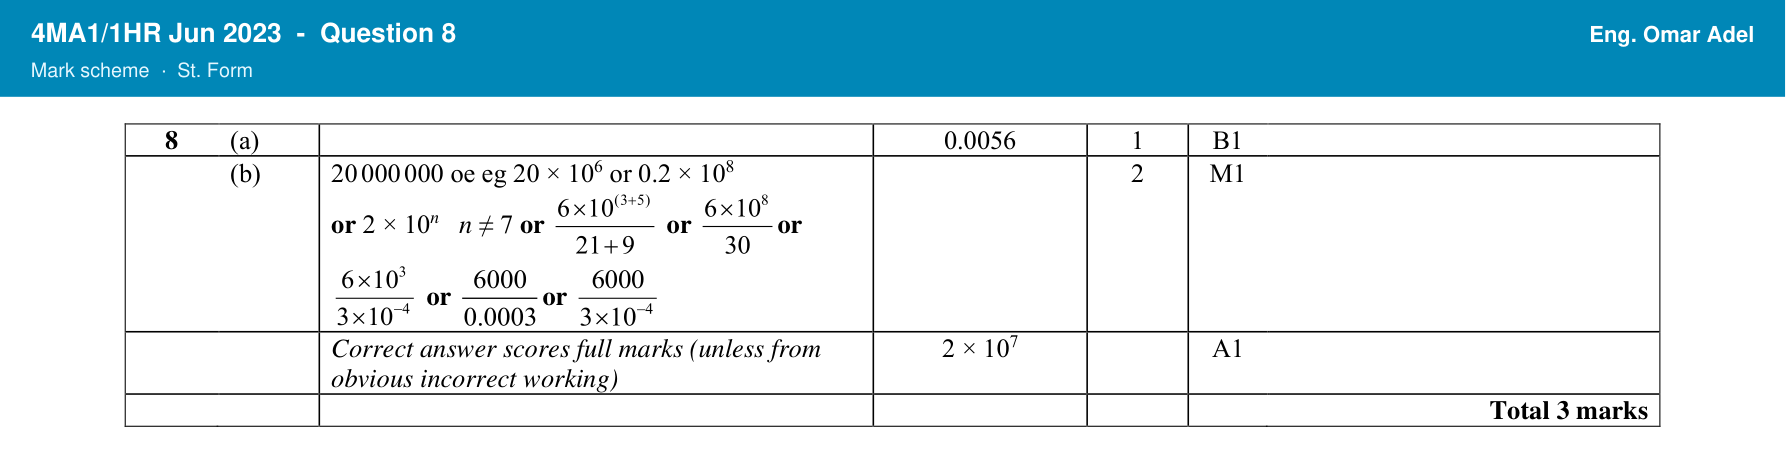 4MA1/1HR Jun 2023 - Question 8
Eng. Omar Adel
Mark scheme · St. Form
8 (a) 0.0056 1 B1
(b) 20 000 000 oe eg 20 × 10⁶ or 0.2 × 10⁸ 2 M1
or 2 × 10ⁿ n ≠ 7 or 6×10⁽³⁺⁵⁾/21+9 or 6×10⁸/30 or
6×10³/3×10⁻⁴ or 6000/0.0003 or 6000/3×10⁻⁴
Correct answer scores full marks (unless from 2 × 10⁷ A1
obvious incorrect working)
Total 3 marks